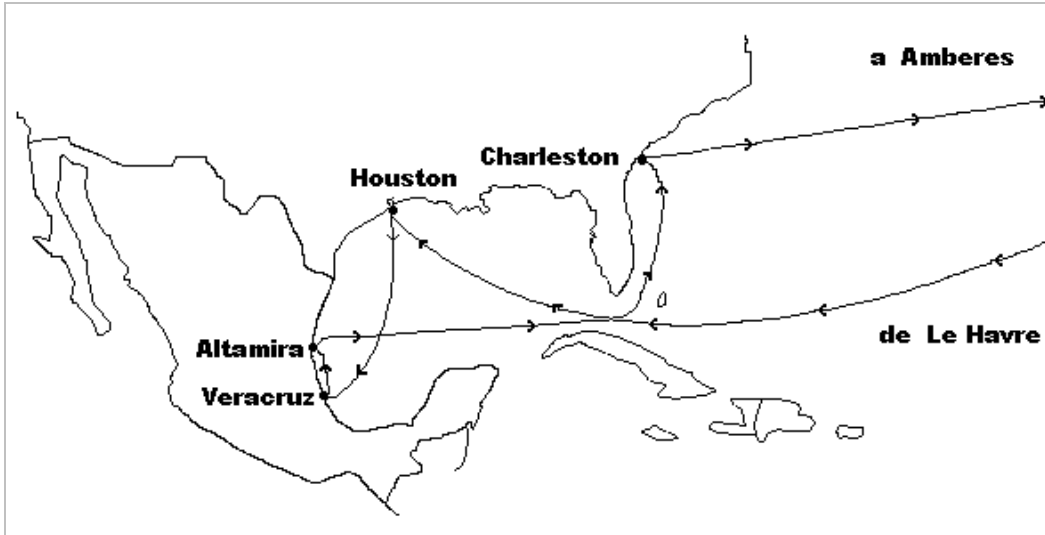 a Amberes
Charleston
Houston
de Le Havre
Altamira
Veracruz